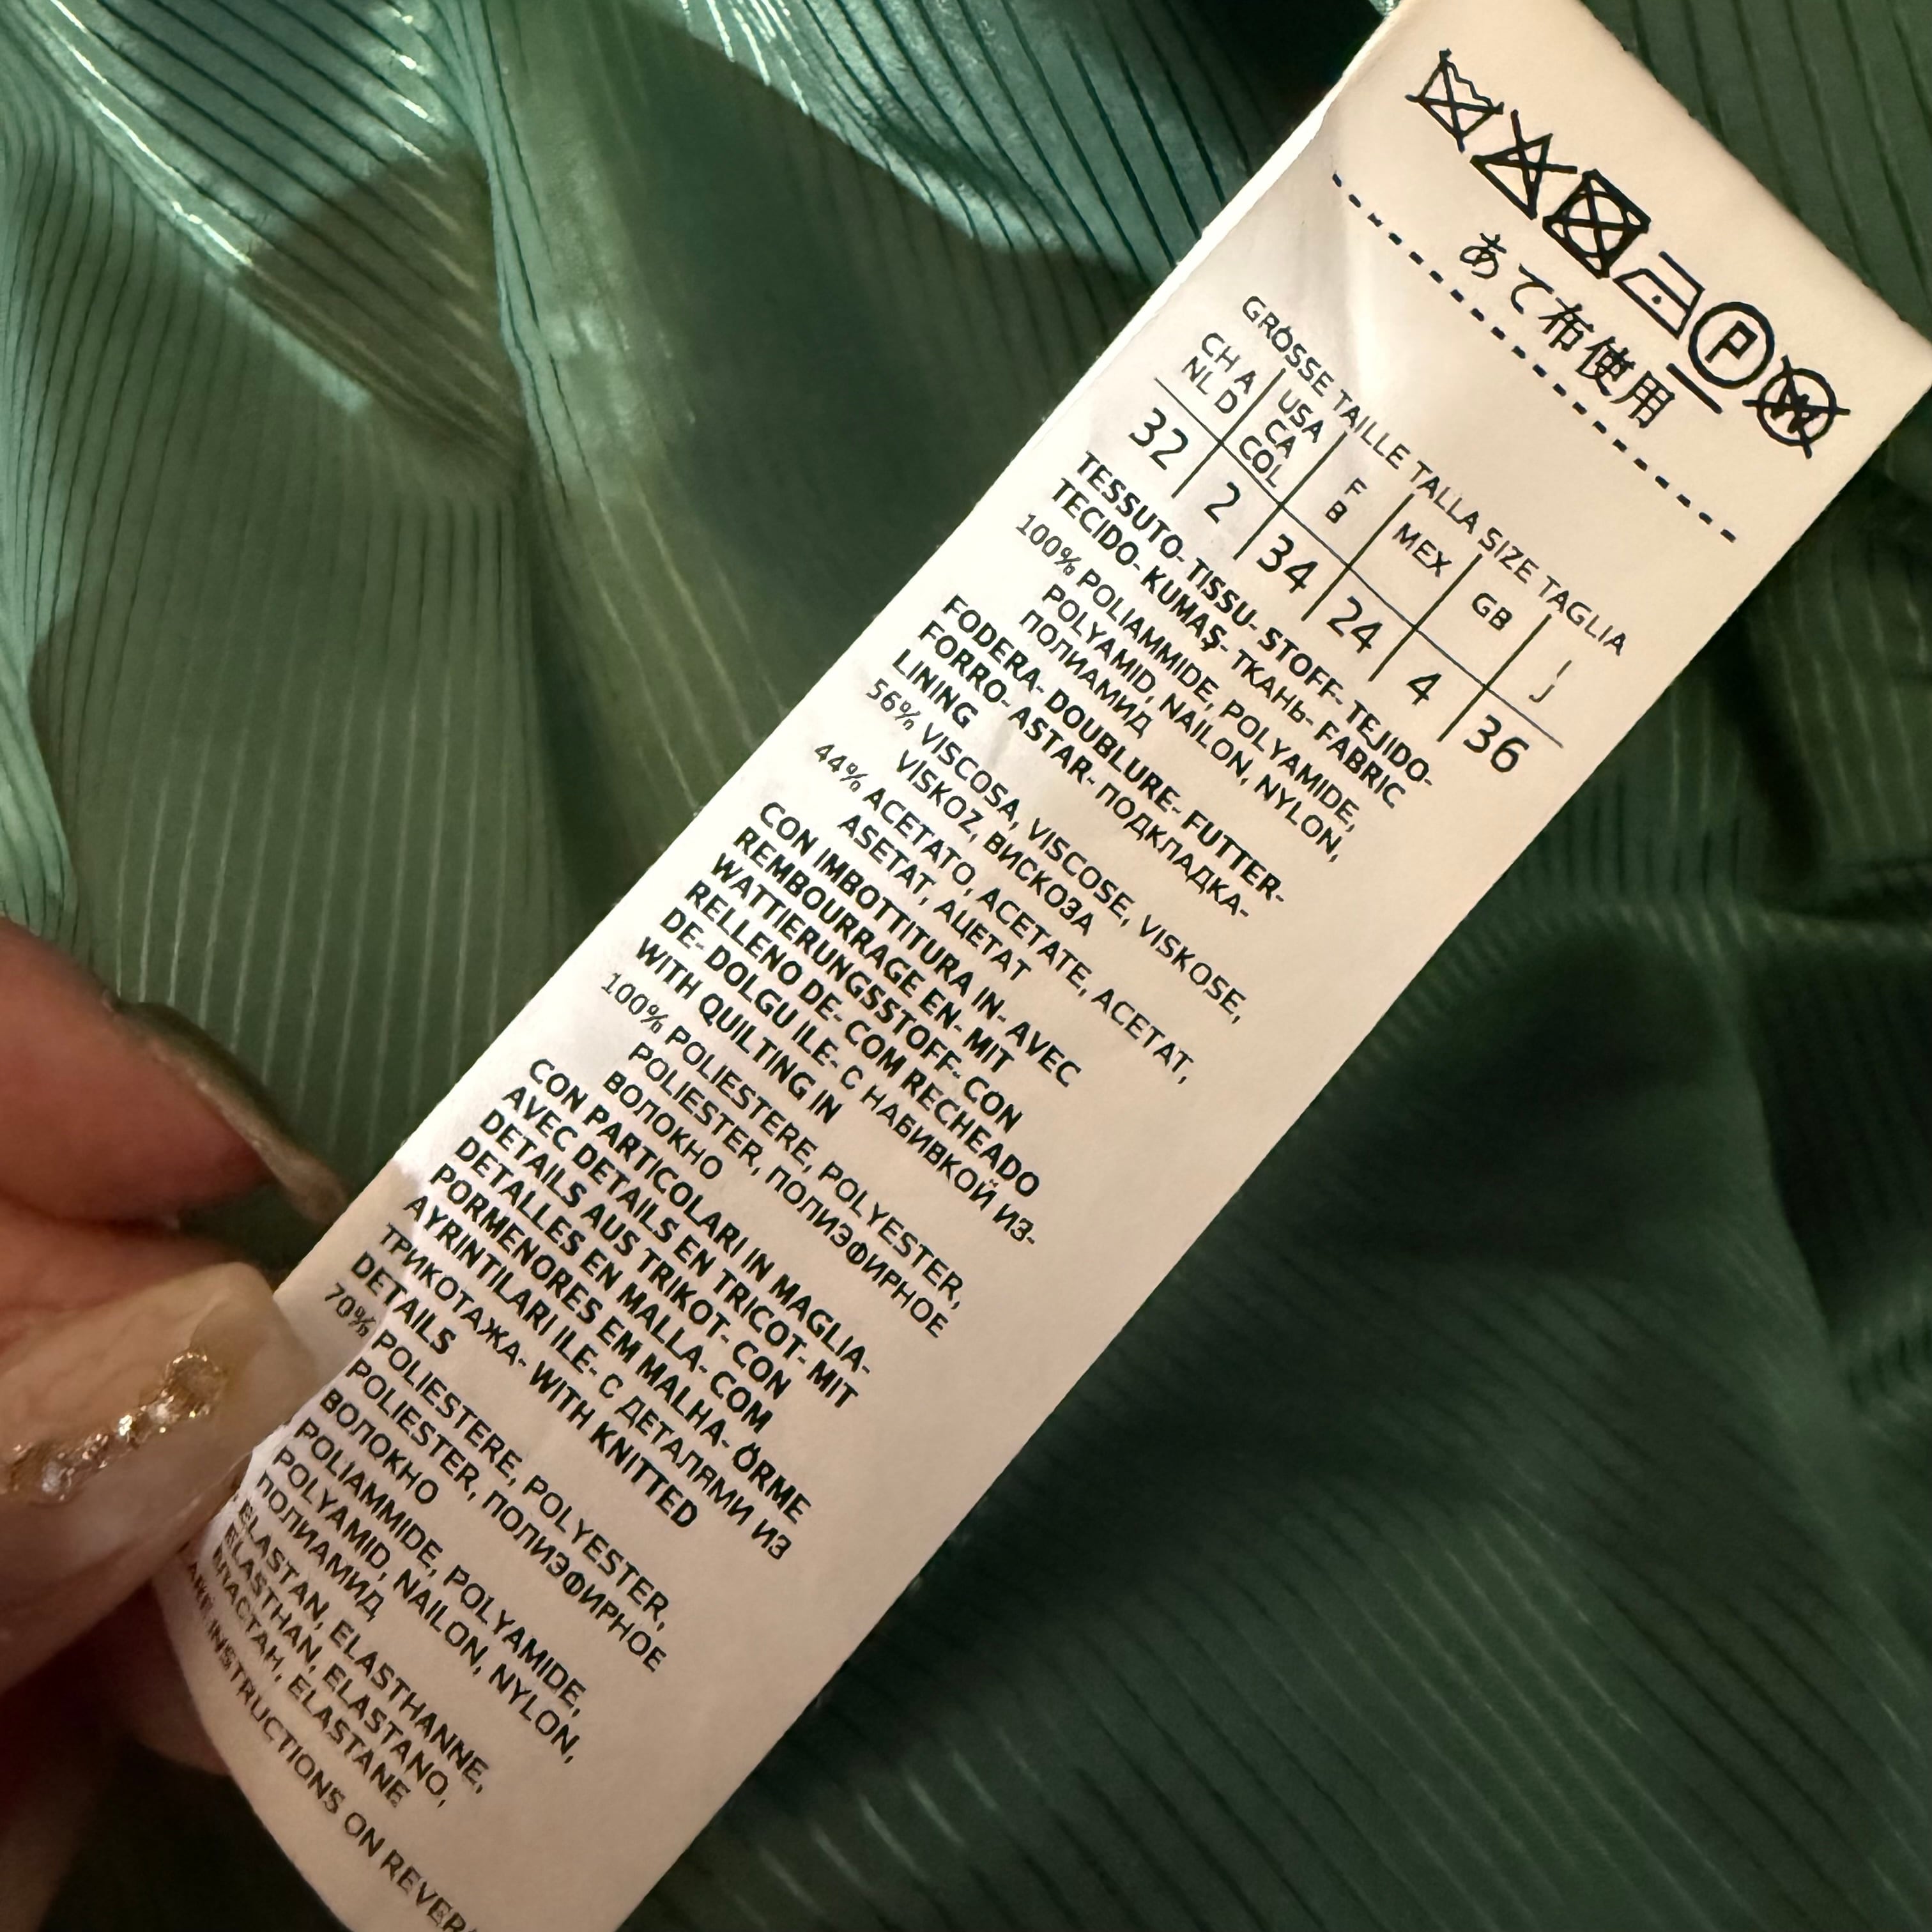 P W
あて布使用
GRÖSSE TAILLE TALLA SIZE TAGLIA
CH A NL D USA CA COL F B MEX GB I J
32 2 34 24 4 36
TESSUTO- TISSU- STOFF- TEJIDO-
TECIDO- KUMAŞ- ТКАНЬ- FABRIC
100% POLIAMMIDE, POLYAMIDE,
POLYAMID, NAILON, NYLON,
ПОЛИАМИД
FODERA- DOUBLURE- FUTTER-
FORRO- ASTAR- ПОДКЛАДКА-
LINING
56% VISCOSA, VISCOSE, VISKOSE,
VİSKOZ, ВИСКОЗА
44% ACETATO, ACETATE, ACETAT,
ASETAT, АЦЕТАТ
CON IMBOTTITURA IN- AVEC
REMBOURRAGE EN- MIT
WATTIERUNGSSTOFF- CON
RELLENO DE- COM RECHEADO
DE- DOLGU ILE- С НАБИВКОЙ ИЗ-
WITH QUILTING IN
100% POLIESTERE, POLYESTER,
POLIESTER, ПОЛИЭФИРНОЕ
ВОЛОКНО
CON PARTICOLARI IN MAGLIA-
AVEC DETAILS EN TRICOT- MIT
DETAILS AUS TRIKOT- CON
DETALLES EN MALLA- COM
PORMENORES EM MALHA- ÖRME
AYRINTILARI ILE- С ДЕТАЛЯМИ ИЗ
ТРИКОТАЖА- WITH KNITTED
DETAILS
70% POLIESTERE, POLYESTER,
POLIESTER, ПОЛИЭФИРНОЕ
ВОЛОКНО
POLIAMMIDE, POLYAMIDE,
POLYAMID, NAILON, NYLON,
ПОЛИАМИД
ELASTAN, ELASTHANNE,
ELASTHAN, ELASTANO,
ЭЛАСТАН, ELASTANE
INSTRUCTIONS ON